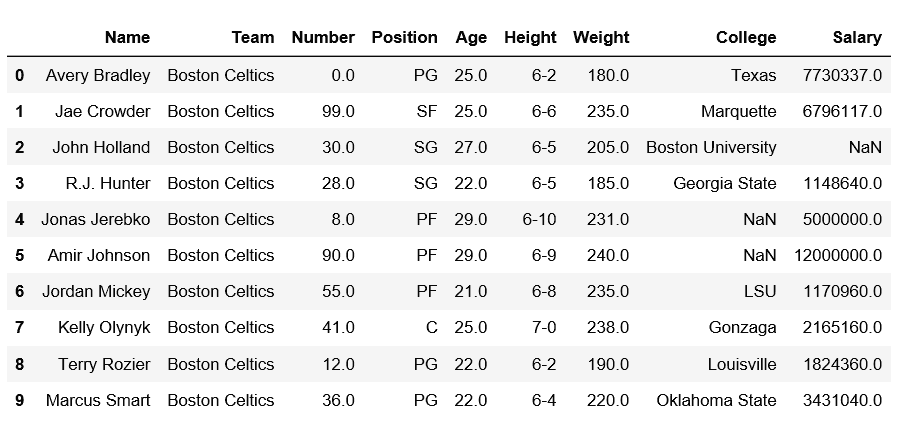 Name Team Number Position Age Height Weight College Salary
0 Avery Bradley Boston Celtics 0.0 PG 25.0 6-2 180.0 Texas 7730337.0
1 Jae Crowder Boston Celtics 99.0 SF 25.0 6-6 235.0 Marquette 6796117.0
2 John Holland Boston Celtics 30.0 SG 27.0 6-5 205.0 Boston University NaN
3 R.J. Hunter Boston Celtics 28.0 SG 22.0 6-5 185.0 Georgia State 1148640.0
4 Jonas Jerebko Boston Celtics 8.0 PF 29.0 6-10 231.0 NaN 5000000.0
5 Amir Johnson Boston Celtics 90.0 PF 29.0 6-9 240.0 NaN 12000000.0
6 Jordan Mickey Boston Celtics 55.0 PF 21.0 6-8 235.0 LSU 1170960.0
7 Kelly Olynyk Boston Celtics 41.0 C 25.0 7-0 238.0 Gonzaga 2165160.0
8 Terry Rozier Boston Celtics 12.0 PG 22.0 6-2 190.0 Louisville 1824360.0
9 Marcus Smart Boston Celtics 36.0 PG 22.0 6-4 220.0 Oklahoma State 3431040.0